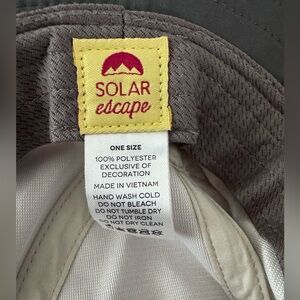 SOLAR
escape
ONE SIZE
100% POLYESTER
EXCLUSIVE OF
DECORATION
MADE IN VIETNAM
HAND WASH COLD
DO NOT BLEACH
DO NOT TUMBLE DRY
DO NOT IRON
DO NOT DRY CLEAN